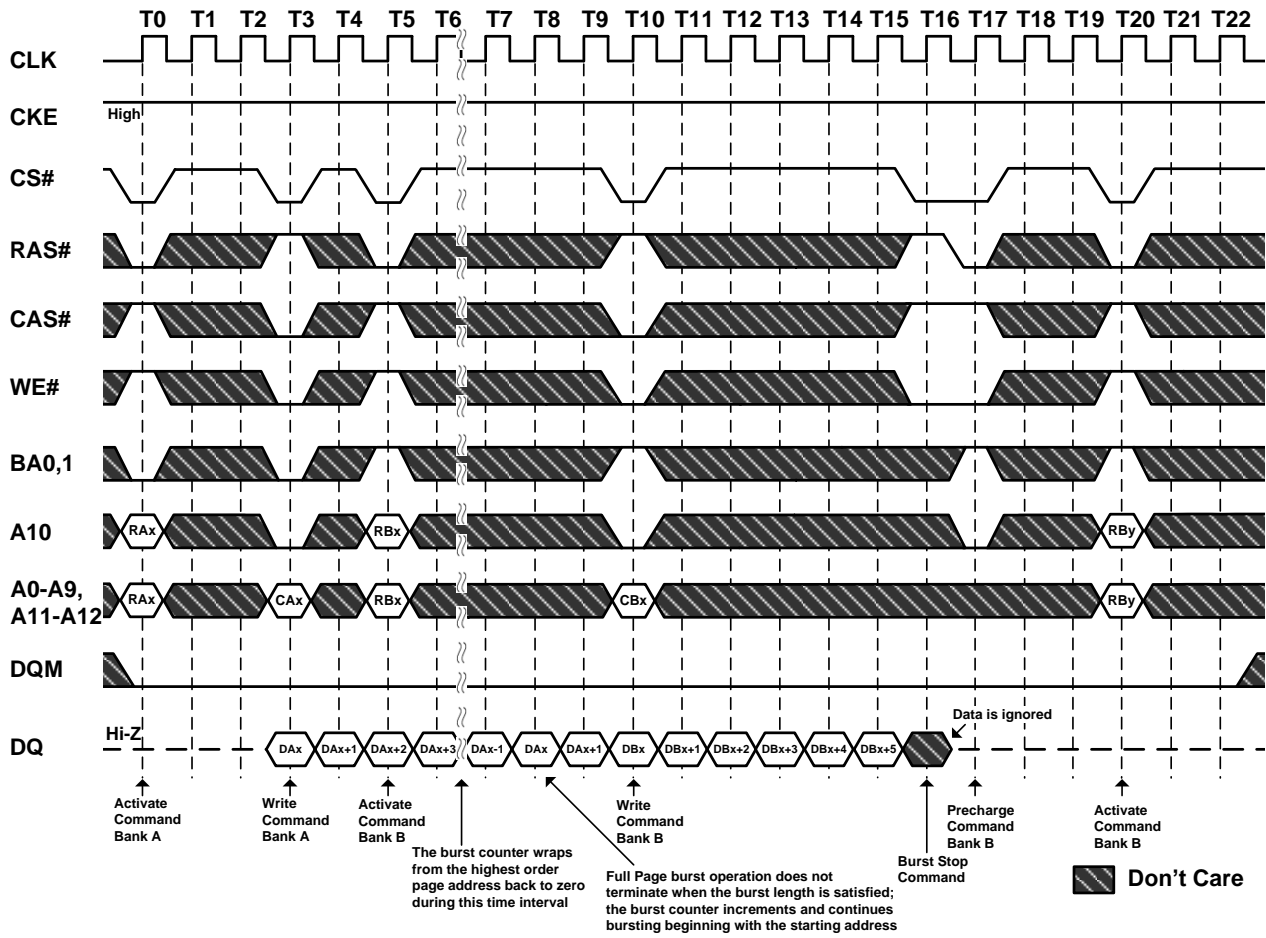 T0 T1 T2 T3 T4 T5 T6 T7 T8 T9 T10 T11 T12 T13 T14 T15 T16 T17 T18 T19 T20 T21 T22
CLK
CKE High
CS#
RAS#
CAS#
WE#
BA0,1
A10 RAx RBx RBy
A0-A9,
A11-A12 RAx CAx RBx CBx RBy
DQM
Data is ignored
DQ Hi-Z DAx DAx+1 DAx+2 DAx+3 DAx-1 DAx DAx+1 DBx DBx+1 DBx+2 DBx+3 DBx+4 DBx+5
Activate
Command
Bank A
Write
Command
Bank A
Activate
Command
Bank B
The burst counter wraps
from the highest order
page address back to zero
during this time interval
Full Page burst operation does not
terminate when the burst length is satisfied;
the burst counter increments and continues
bursting beginning with the starting address
Write
Command
Bank B
Burst Stop
Command
Precharge
Command
Bank B
Activate
Command
Bank B
Don't Care